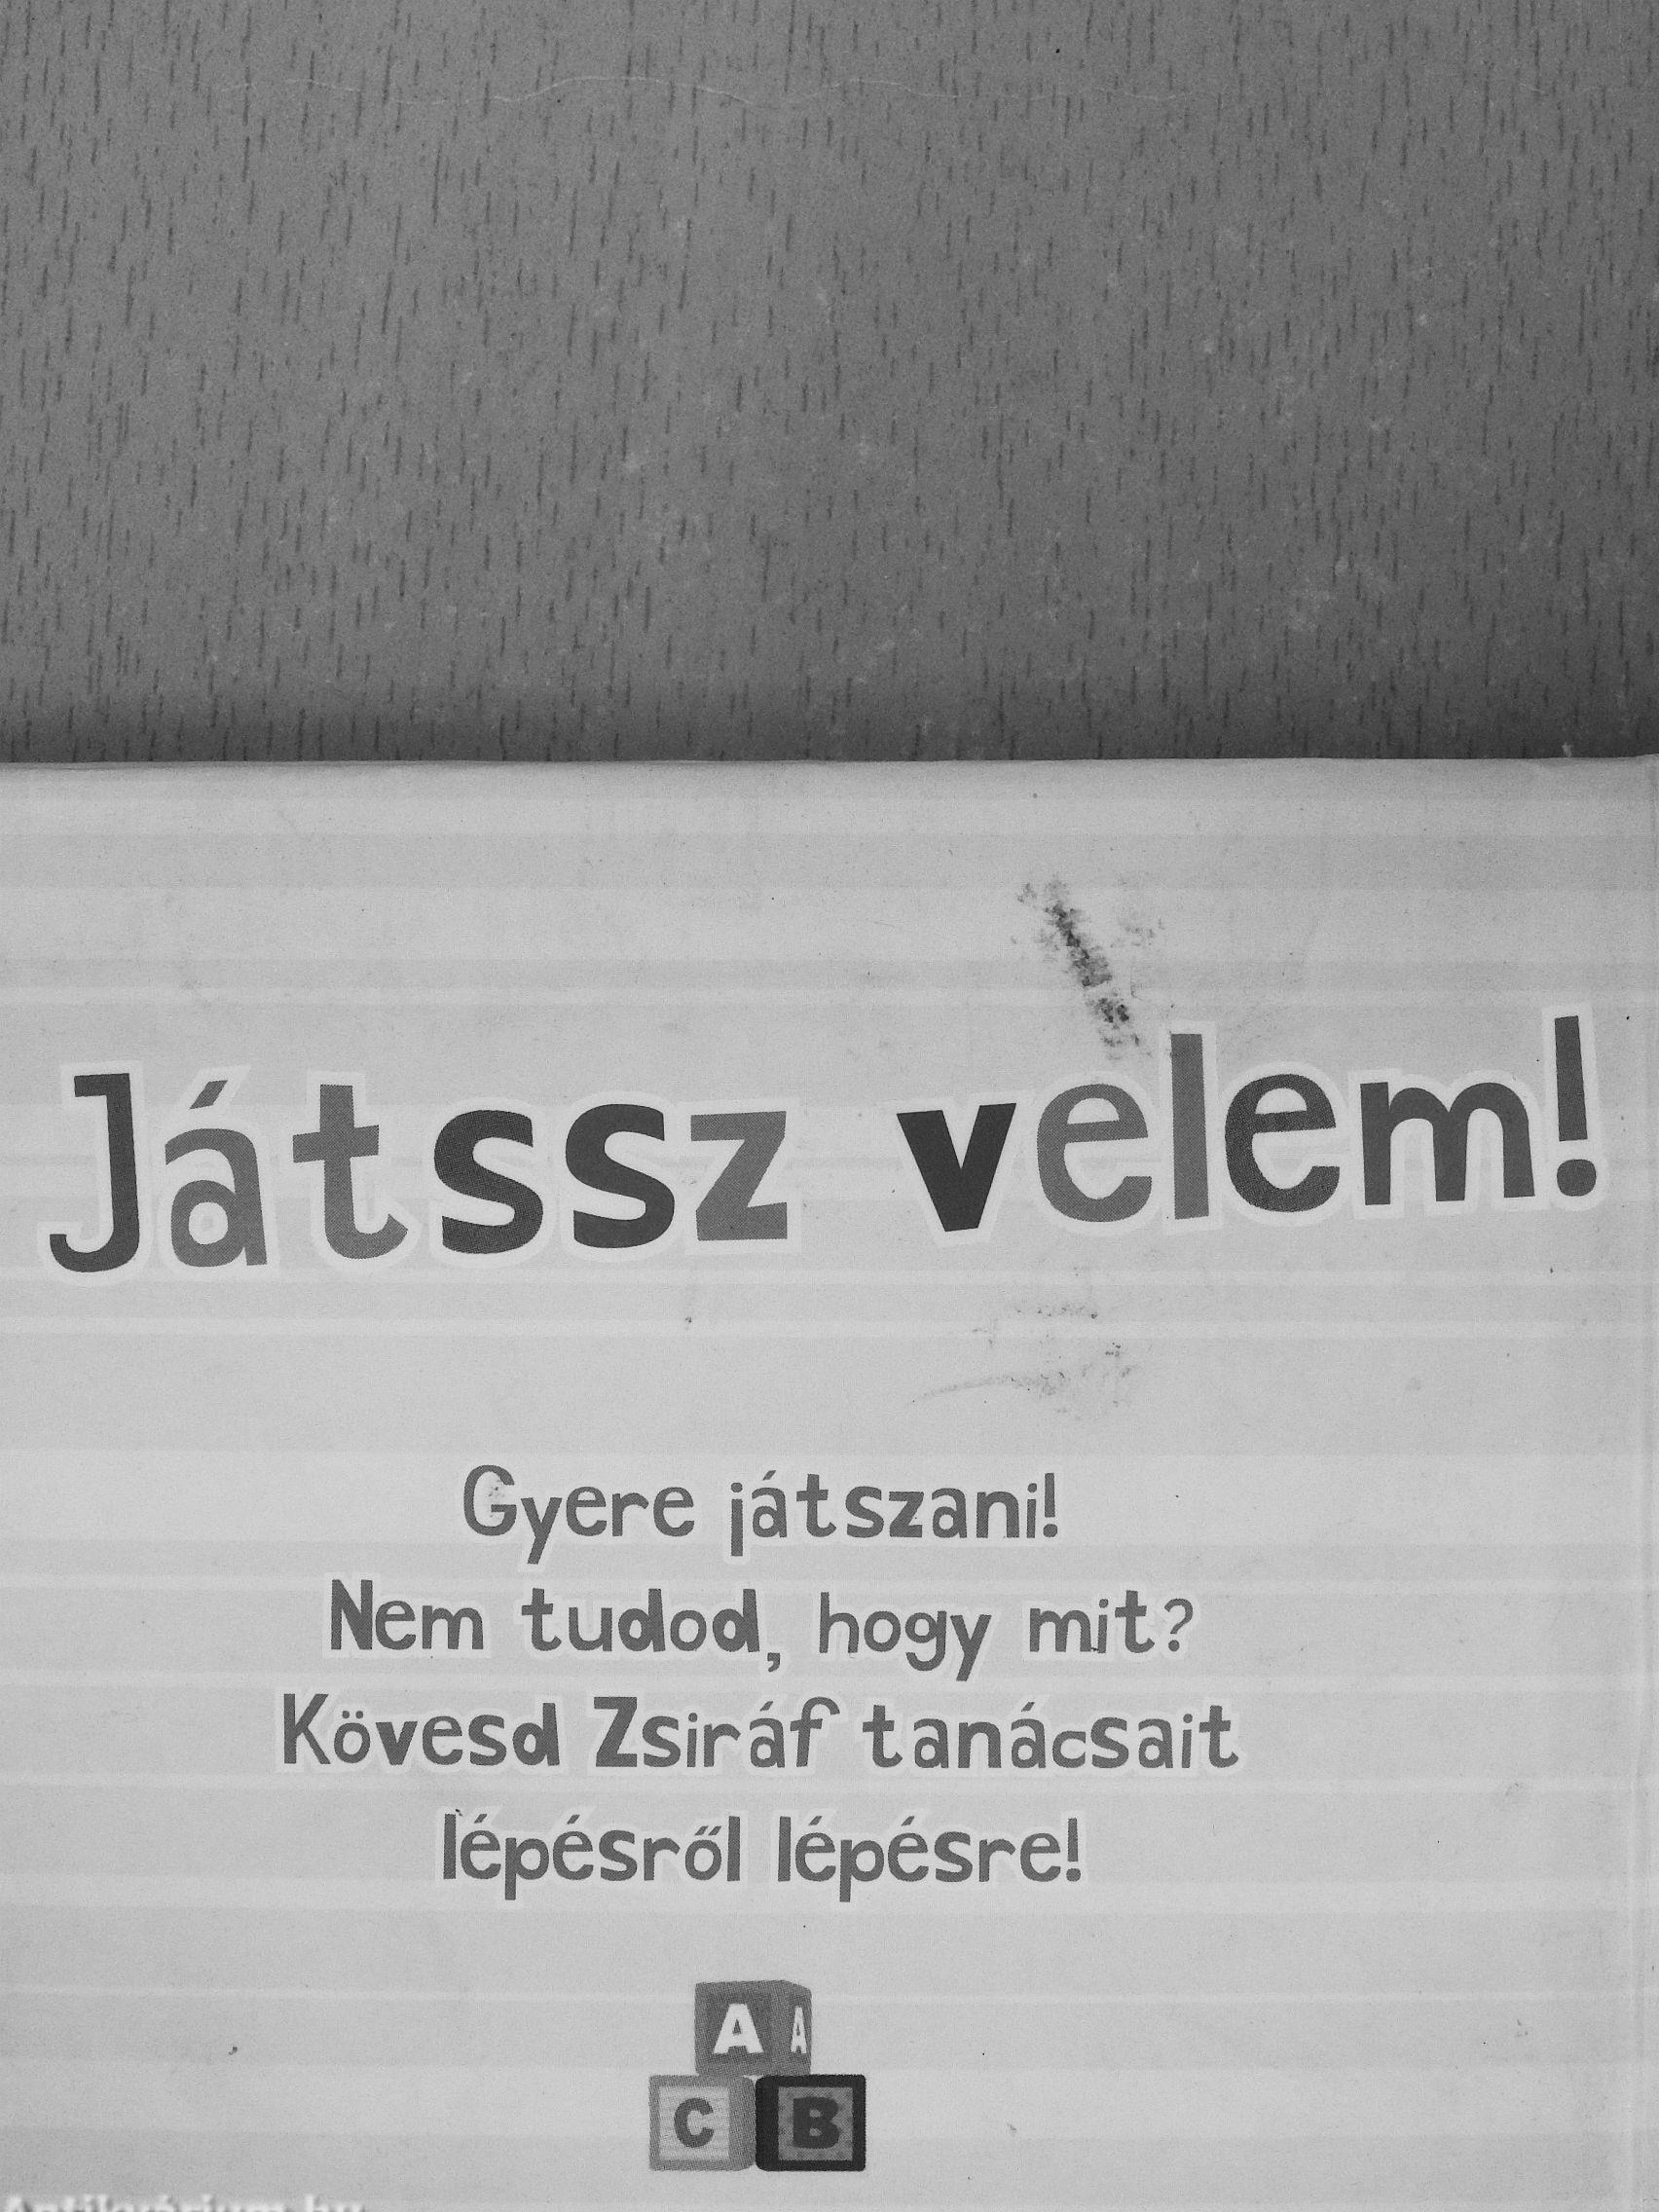 Játssz velem!
Gyere játszani!
Nem tudod, hogy mit?
Kövesd Zsiráf tanácsait
lépésről lépésre!
A A
C B